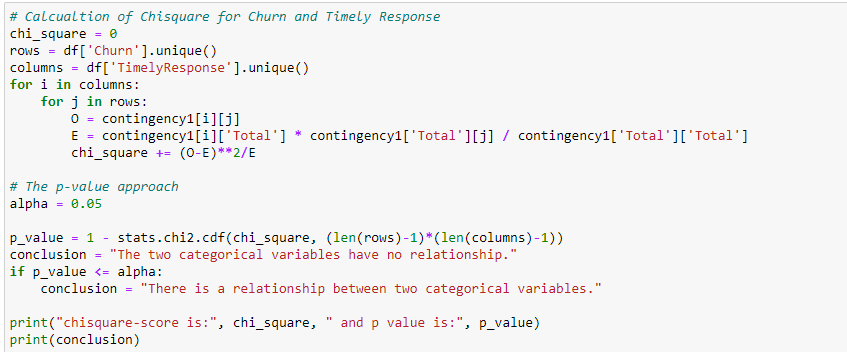 # Calcualtion of Chisquare for Churn and Timely Response
chi_square = 0
rows = df['Churn'].unique()
columns = df['TimelyResponse'].unique()
for i in columns:
    for j in rows:
        O = contingency1[i][j]
        E = contingency1[i]['Total'] * contingency1['Total'][j] / contingency1['Total']['Total']
        chi_square += (O-E)**2/E

# The p-value approach
alpha = 0.05

p_value = 1 - stats.chi2.cdf(chi_square, (len(rows)-1)*(len(columns)-1))
conclusion = "The two categorical variables have no relationship."
if p_value <= alpha:
    conclusion = "There is a relationship between two categorical variables."

print("chisquare-score is:", chi_square, " and p value is:", p_value)
print(conclusion)